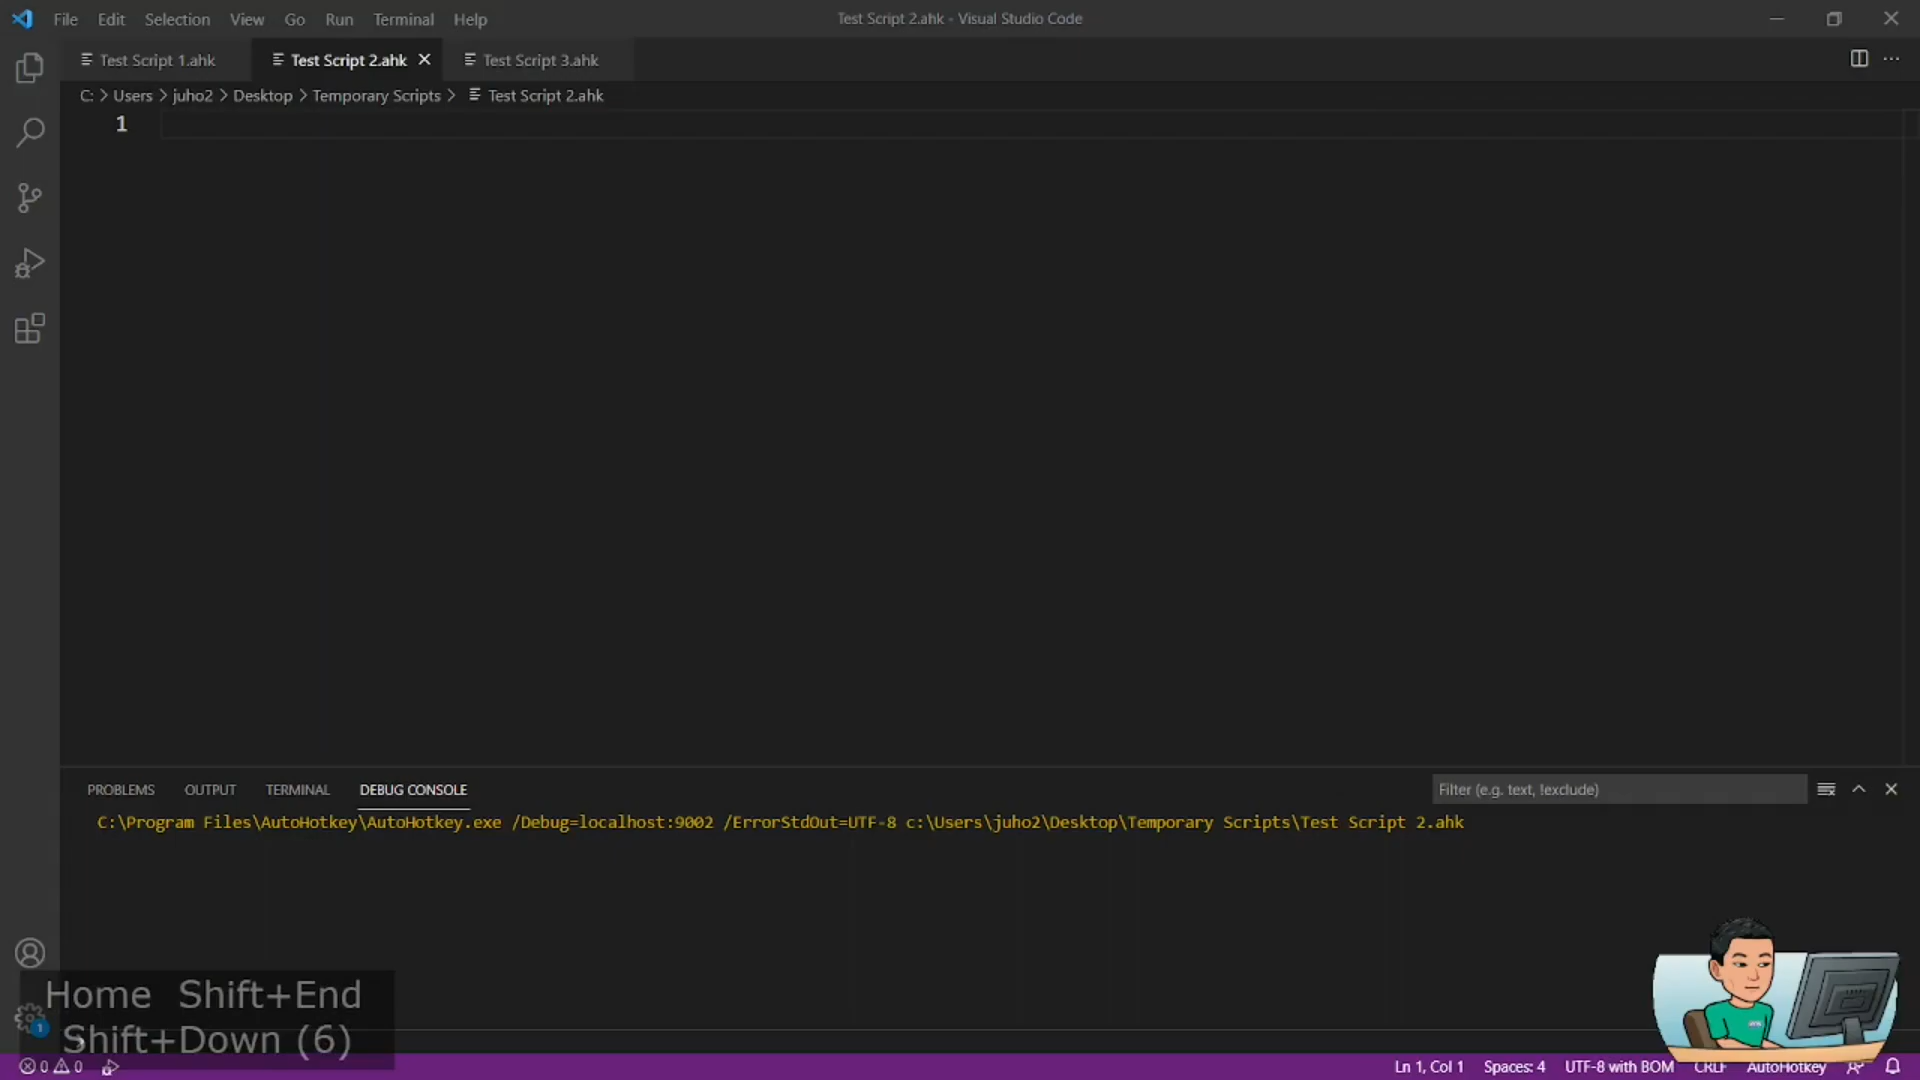 File Edit Selection View Go Run Terminal Help
Test Script 2.ahk - Visual Studio Code
Test Script 1.ahk
Test Script 2.ahk
Test Script 3.ahk
C: > Users > juho2 > Desktop > Temporary Scripts > Test Script 2.ahk
1
PROBLEMS OUTPUT TERMINAL DEBUG CONSOLE
Filter (e.g. text, !exclude)
C:\Program Files\AutoHotkey\AutoHotkey.exe /Debug=localhost:9002 /ErrorStdOut=UTF-8 c:\Users\juho2\Desktop\Temporary Scripts\Test Script 2.ahk
Home Shift+End
1
Shift+Down (6)
0 0
Ln 1, Col 1 Spaces: 4 UTF-8 with BOM CRLF AutoHotkey